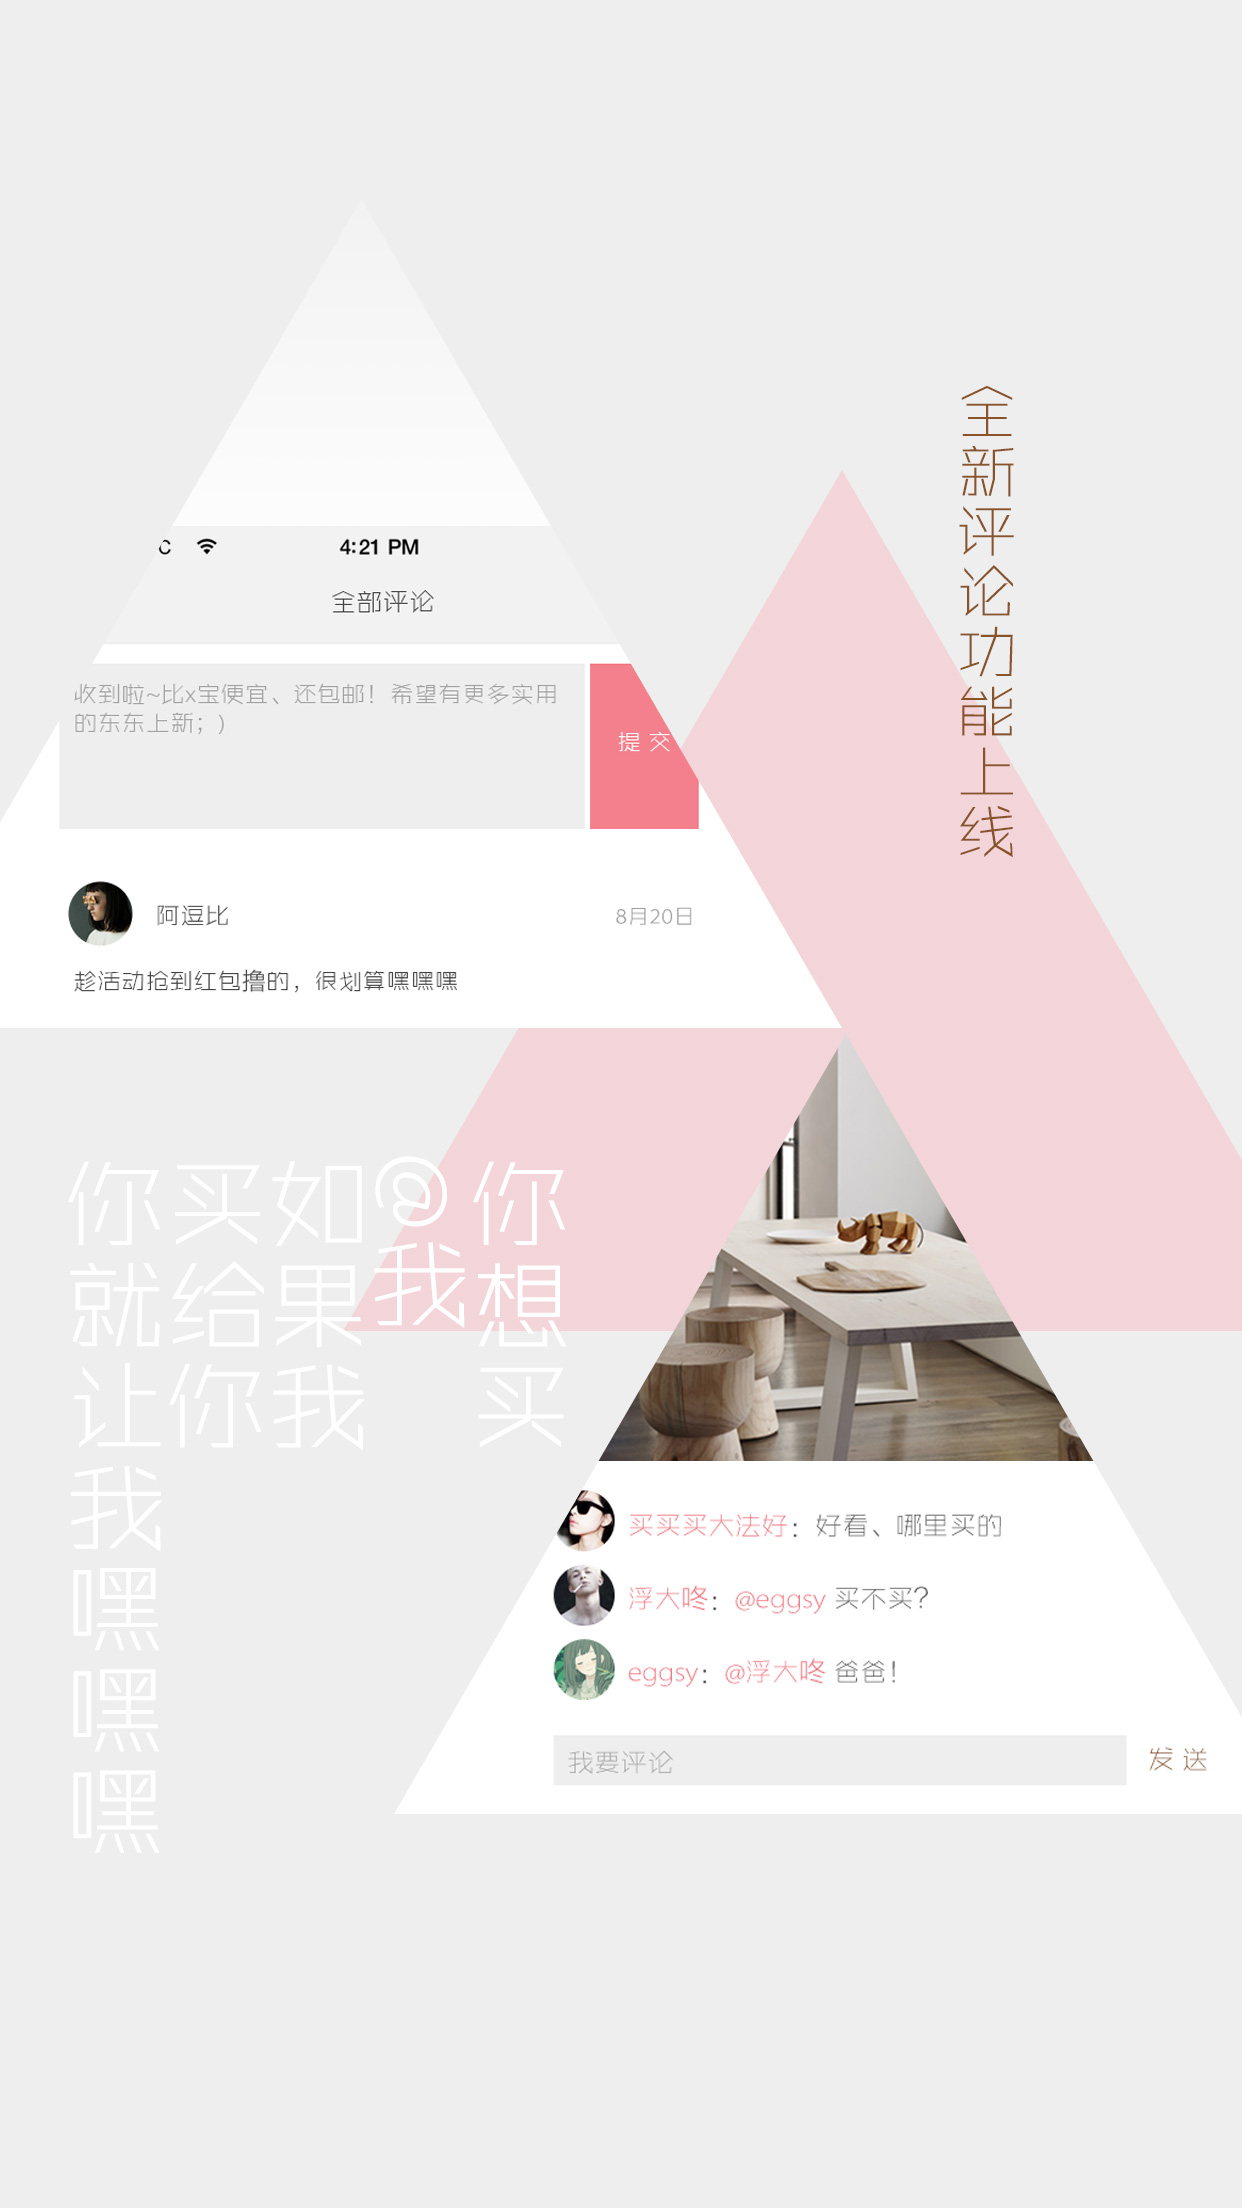 全新评论功能上线
C 4:21 PM
全部评论
收到啦~比x宝便宜、还包邮！希望有更多实用
的东东上新；)
提 交
阿逗比 8月20日
趁活动抢到红包撸的，很划算嘿嘿嘿
你想买
@我
如果我
买给你
你就让我嘿嘿嘿
买买买大法好：好看、哪里买的
浮大咚：@eggsy 买不买？
eggsy：@浮大咚 爸爸！
我要评论 发 送